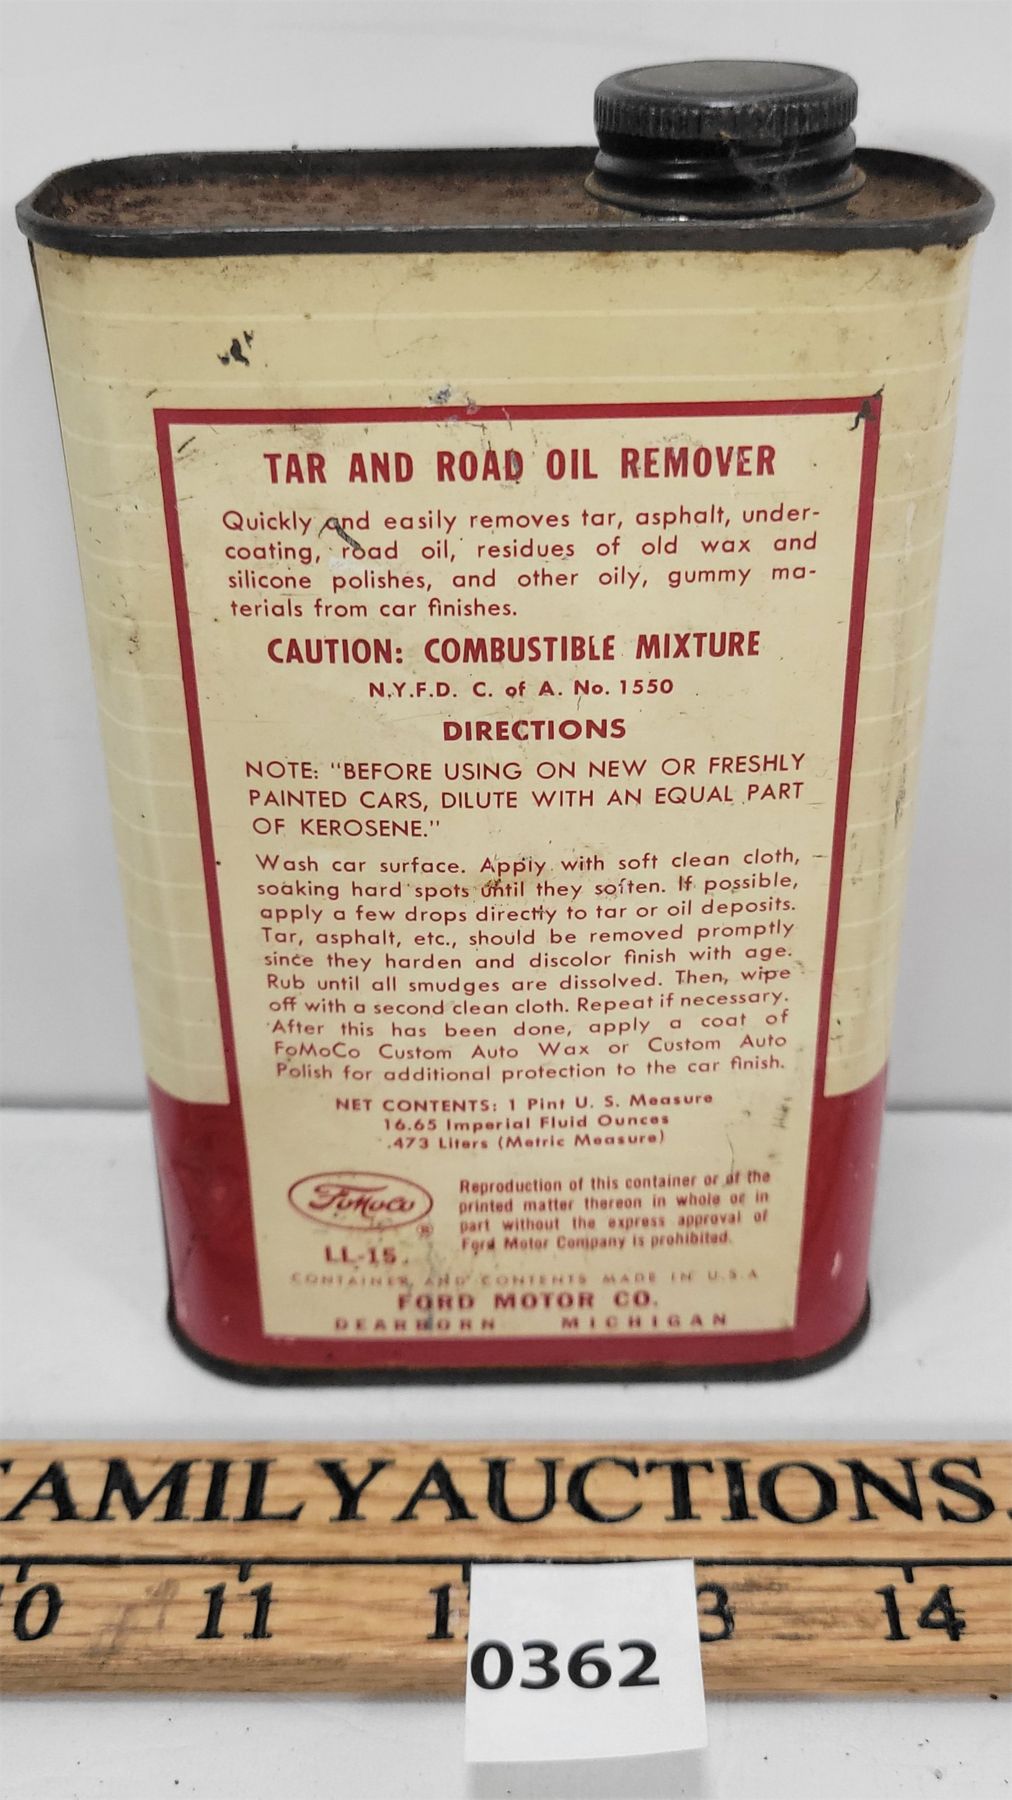 TAR AND ROAD OIL REMOVER
Quickly and easily removes tar, asphalt, under-
coating, road oil, residues of old wax and
silicone polishes, and other oily, gummy ma-
terials from car finishes.
CAUTION: COMBUSTIBLE MIXTURE
N.Y.F.D. C. of A. No. 1550
DIRECTIONS
NOTE: "BEFORE USING ON NEW OR FRESHLY
PAINTED CARS, DILUTE WITH AN EQUAL PART
OF KEROSENE."
Wash car surface. Apply with soft clean cloth,
soaking hard spots until they soften. If possible,
apply a few drops directly to tar or oil deposits.
Tar, asphalt, etc., should be removed promptly
since they harden and discolor finish with age.
Rub until all smudges are dissolved. Then, wipe
off with a second clean cloth. Repeat if necessary.
After this has been done, apply a coat of
FoMoCo Custom Auto Wax or Custom Auto
Polish for additional protection to the car finish.
NET CONTENTS: 1 Pint U. S. Measure
16.65 Imperial Fluid Ounces
.473 Liters (Metric Measure)
FoMoCo ®
LL-15
Reproduction of this container or of the
printed matter thereon in whole or in
part without the express approval of
Ford Motor Company is prohibited.
CONTAINER AND CONTENTS MADE IN U.S.A
FORD MOTOR CO.
DEARBORN MICHIGAN
FAMILYAUCTIONS.
10 11 1 3 14
0362